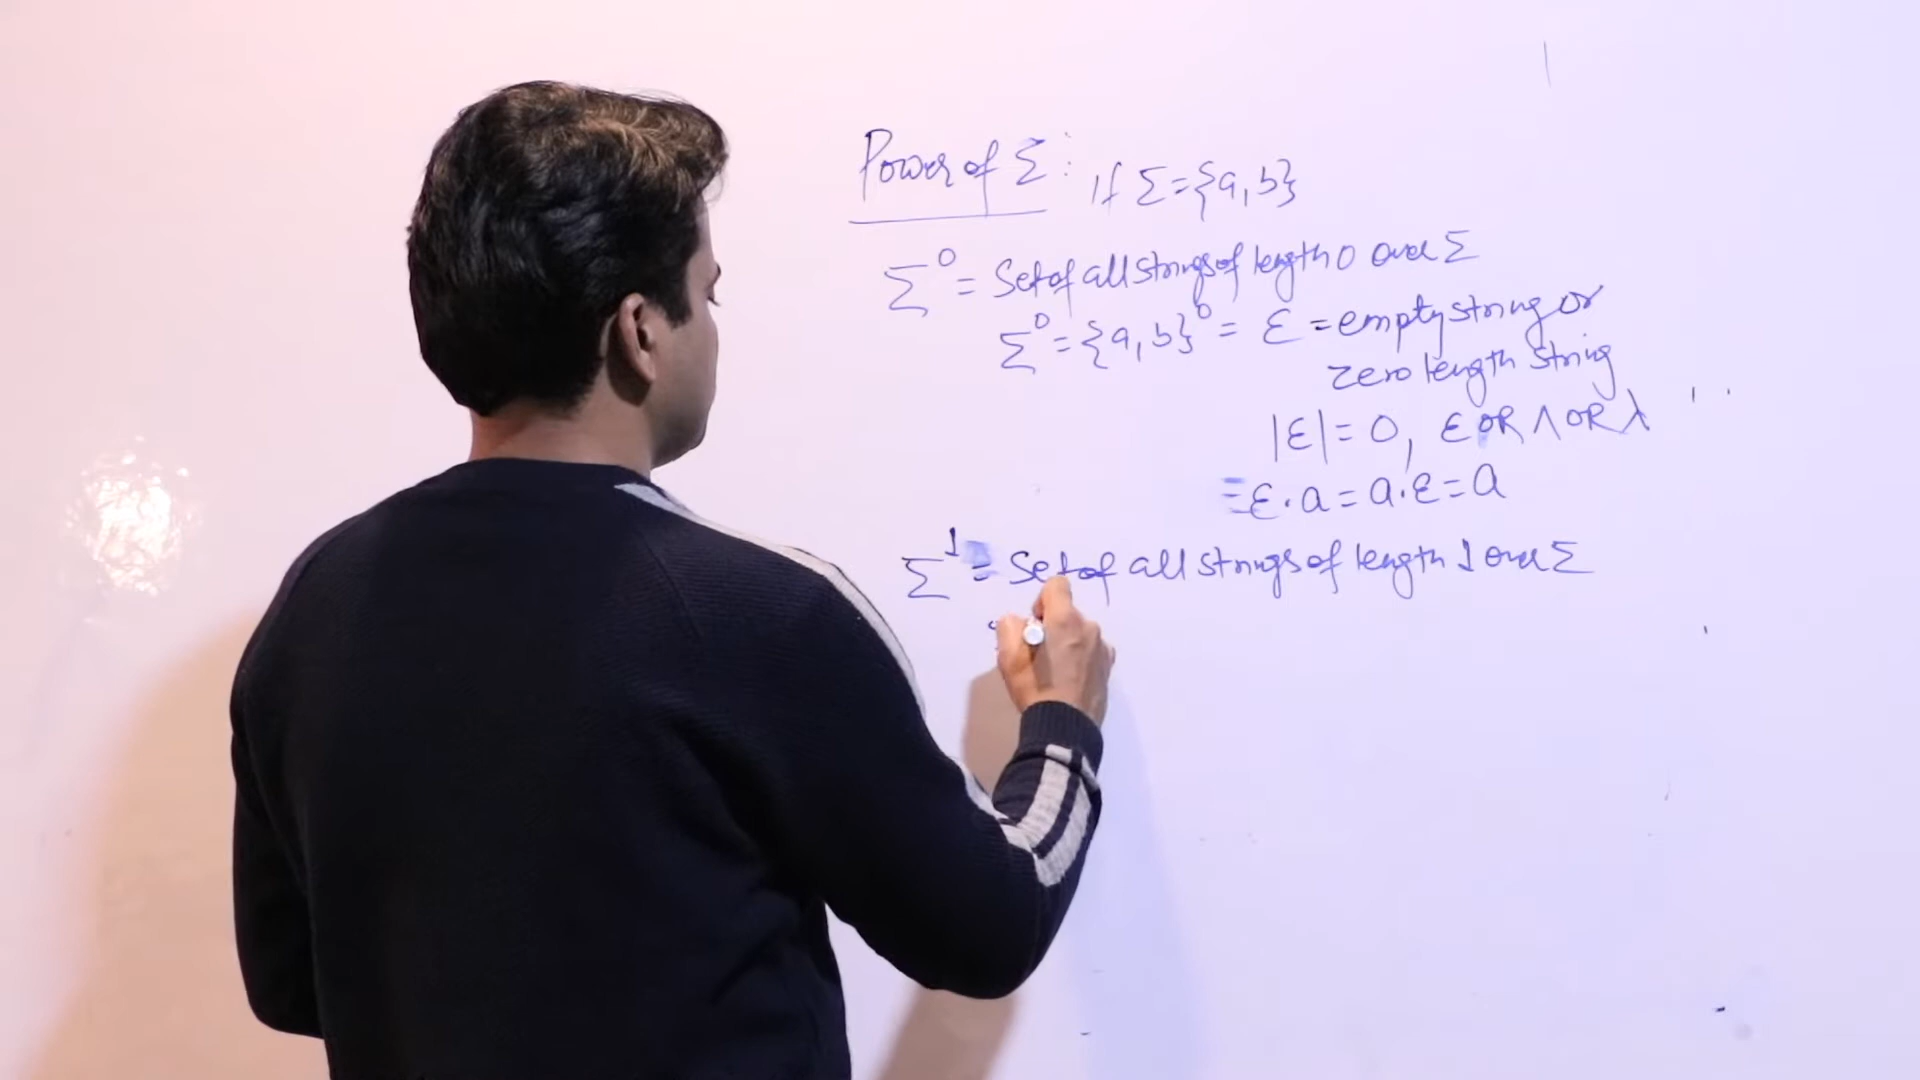 Power of Σ : If Σ={a,b}
Σ⁰ = Set of all strings of length 0 over Σ
Σ⁰ = {a,b}⁰ = ε = empty string or
zero length string
|ε| = 0, ε OR Λ OR λ
= ε.a = a.ε = a
Σ¹ = Set of all strings of length 1 over Σ